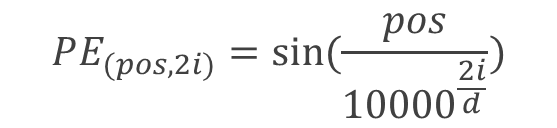 PE(pos,2i) = sin(pos / 10000^(2i/d))